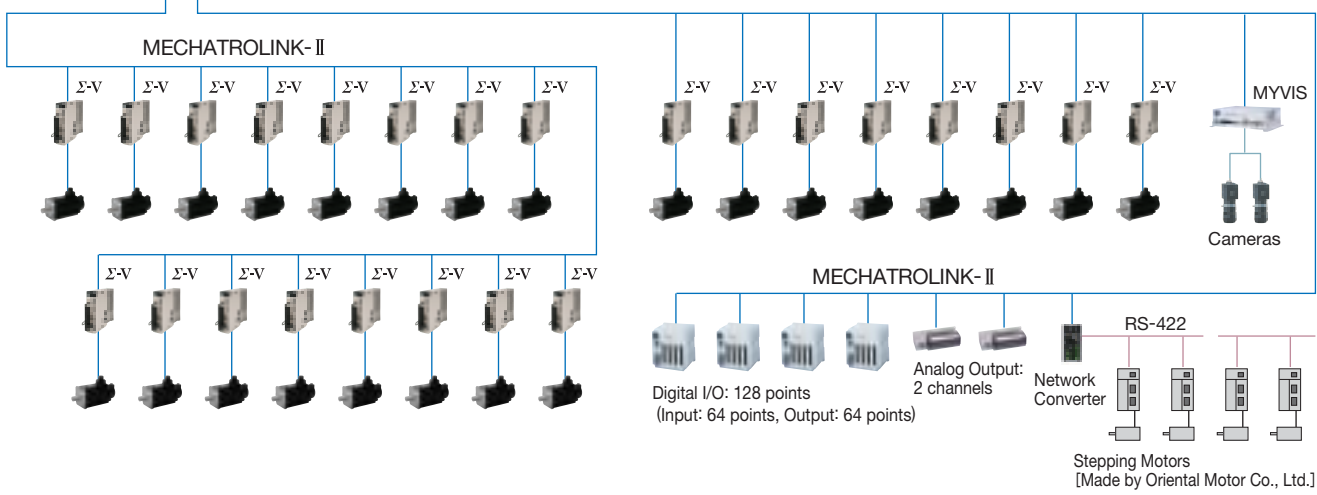 MECHATROLINK-Ⅱ
Σ-V Σ-V Σ-V Σ-V Σ-V Σ-V Σ-V Σ-V
Σ-V Σ-V Σ-V Σ-V Σ-V Σ-V Σ-V Σ-V
Σ-V Σ-V Σ-V Σ-V Σ-V Σ-V Σ-V Σ-V
MYVIS
Cameras
MECHATROLINK-Ⅱ
RS-422
Digital I/O: 128 points
(Input: 64 points, Output: 64 points)
Analog Output:
2 channels
Network
Converter
Stepping Motors
[Made by Oriental Motor Co., Ltd.]